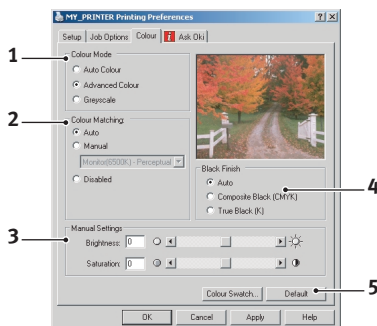 MY_PRINTER Printing Preferences
Setup Job Options Colour Ask Oki
1
Colour Mode
Auto Colour
Advanced Colour
Greyscale
2
Colour Matching:
Auto
Manual
Monitor(6500K) - Perceptual
Disabled
Black Finish
Auto
Composite Black (CMYK)
True Black (K)
4
3
Manual Settings
Brightness: 0
Saturation: 0
Colour Swatch... Default
5
OK Cancel Apply Help